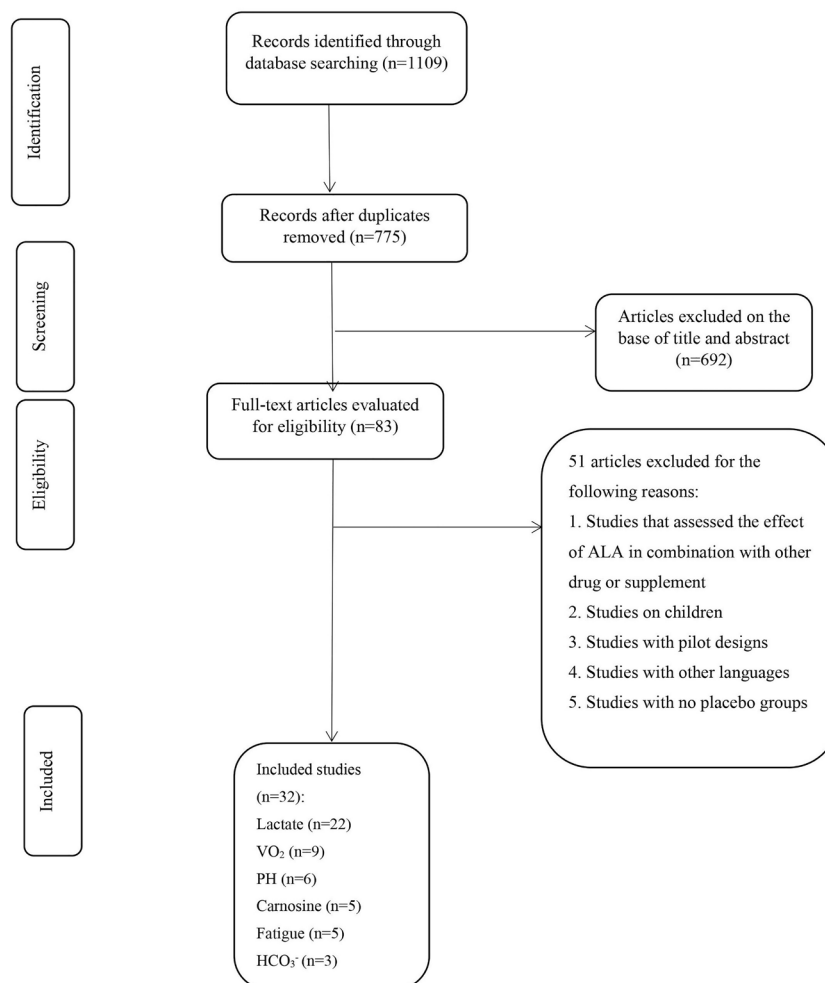 Identification
Records identified through
database searching (n=1109)
Records after duplicates
removed (n=775)
Screening
Articles excluded on the
base of title and abstract
(n=692)
Full-text articles evaluated
for eligibility (n=83)
Eligibility
51 articles excluded for the
following reasons:
1. Studies that assessed the effect
of ALA in combination with other
drug or supplement
2. Studies on children
3. Studies with pilot designs
4. Studies with other languages
5. Studies with no placebo groups
Included
Included studies
(n=32):
Lactate (n=22)
VO₂ (n=9)
PH (n=6)
Carnosine (n=5)
Fatigue (n=5)
HCO₃⁻ (n=3)